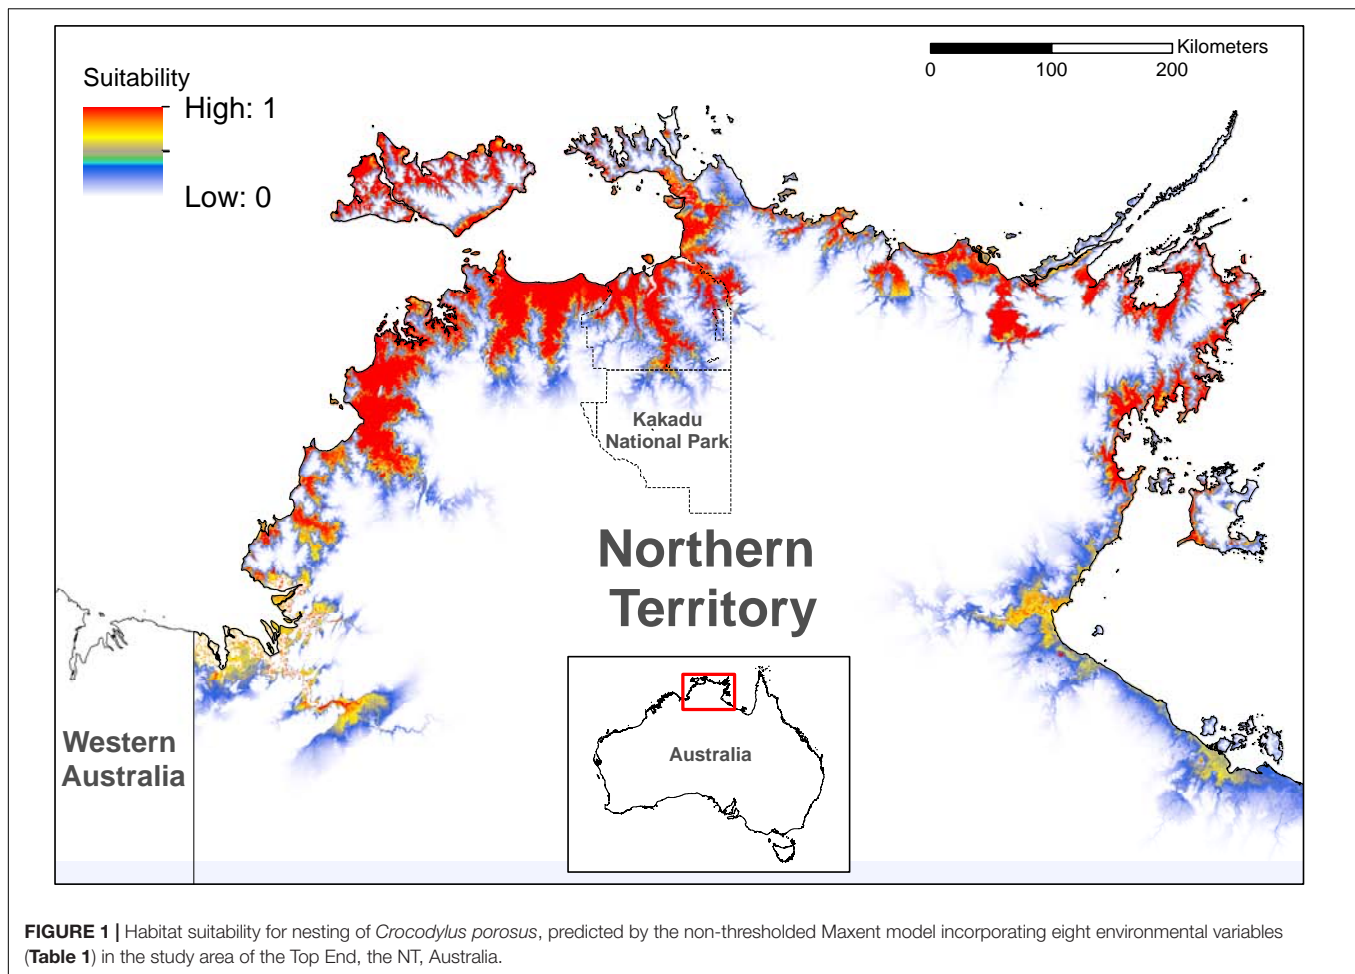 Suitability
High: 1
Low: 0
Kilometers
0 100 200
Kakadu
National Park
Northern
Territory
Western
Australia
Australia
FIGURE 1 | Habitat suitability for nesting of Crocodylus porosus, predicted by the non-thresholded Maxent model incorporating eight environmental variables
(Table 1) in the study area of the Top End, the NT, Australia.